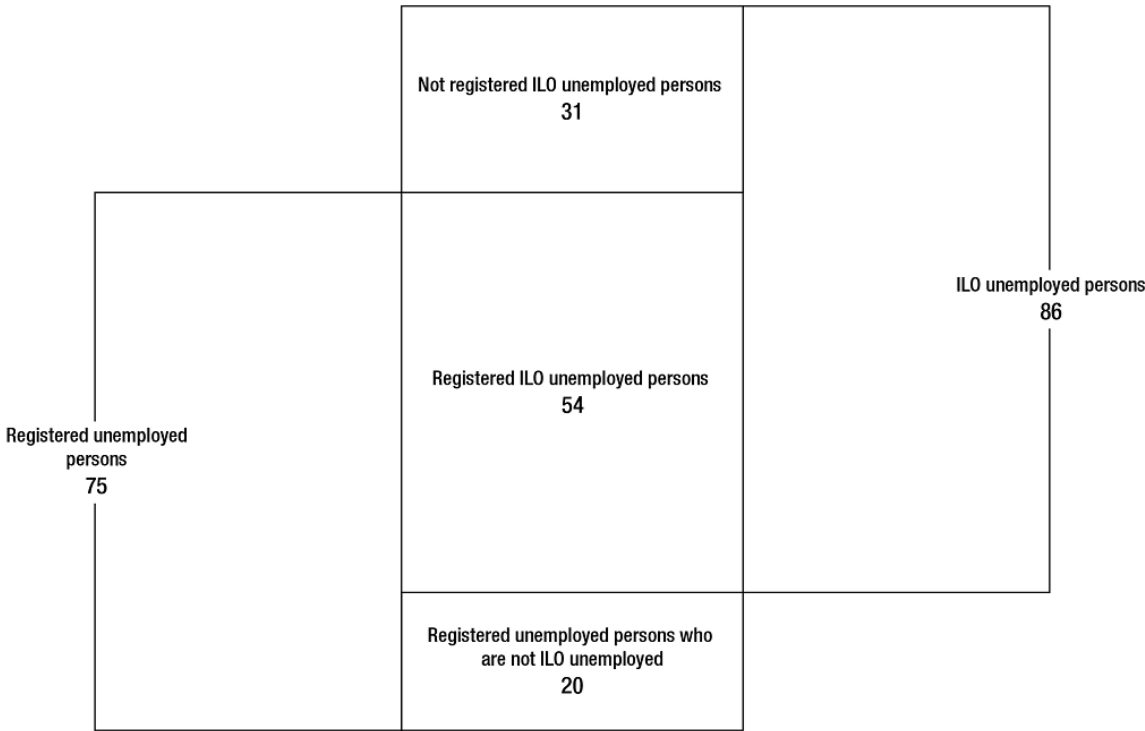 Not registered ILO unemployed persons
31
ILO unemployed persons
86
Registered ILO unemployed persons
54
Registered unemployed
persons
75
Registered unemployed persons who
are not ILO unemployed
20